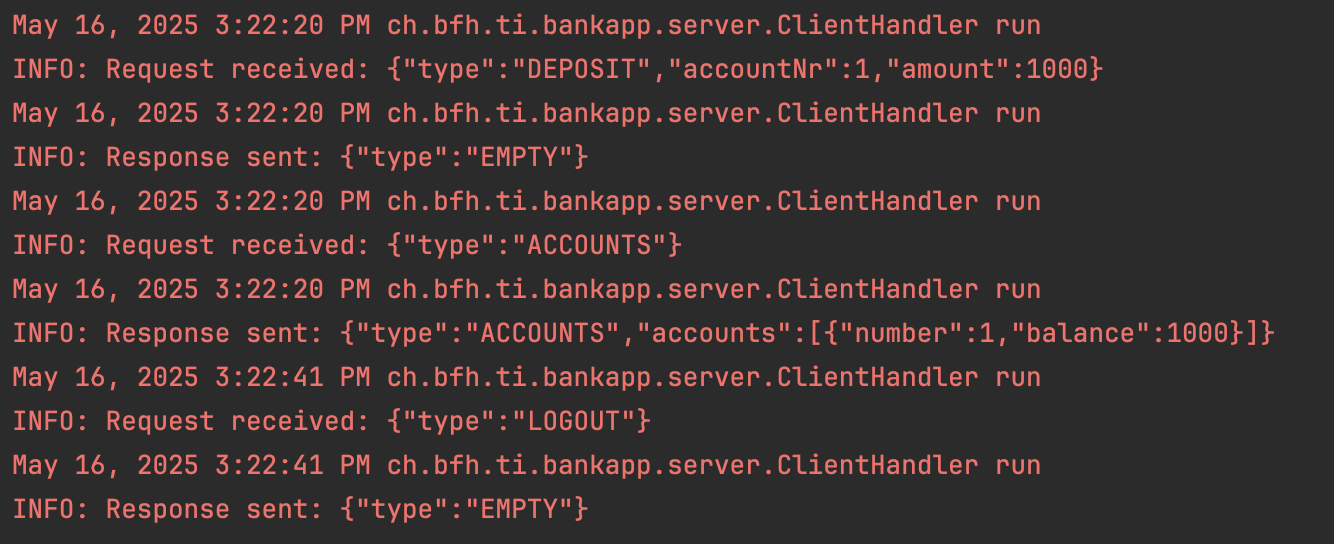 May 16, 2025 3:22:20 PM ch.bfh.ti.bankapp.server.ClientHandler run
INFO: Request received: {"type":"DEPOSIT","accountNr":1,"amount":1000}
May 16, 2025 3:22:20 PM ch.bfh.ti.bankapp.server.ClientHandler run
INFO: Response sent: {"type":"EMPTY"}
May 16, 2025 3:22:20 PM ch.bfh.ti.bankapp.server.ClientHandler run
INFO: Request received: {"type":"ACCOUNTS"}
May 16, 2025 3:22:20 PM ch.bfh.ti.bankapp.server.ClientHandler run
INFO: Response sent: {"type":"ACCOUNTS","accounts":[{"number":1,"balance":1000}]}
May 16, 2025 3:22:41 PM ch.bfh.ti.bankapp.server.ClientHandler run
INFO: Request received: {"type":"LOGOUT"}
May 16, 2025 3:22:41 PM ch.bfh.ti.bankapp.server.ClientHandler run
INFO: Response sent: {"type":"EMPTY"}